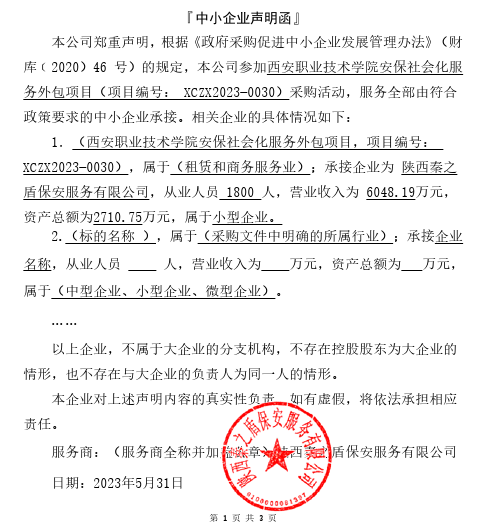 『中小企业声明函』
本公司郑重声明，根据《政府采购促进中小企业发展管理办法》（财
库﹝2020﹞46 号）的规定，本公司参加西安职业技术学院安保社会化服
务外包项目（项目编号： XCZX2023-0030）采购活动，服务全部由符合
政策要求的中小企业承接。相关企业的具体情况如下：
1. （西安职业技术学院安保社会化服务外包项目，项目编号：
XCZX2023-0030），属于（租赁和商务服务业）；承接企业为 陕西秦之
盾保安服务有限公司，从业人员 1800 人，营业收入为 6048.19万元，
资产总额为2710.75万元，属于小型企业。
2.（标的名称 ），属于（采购文件中明确的所属行业）；承接企业
名称，从业人员 ____ 人，营业收入为____万元，资产总额为___万元，
属于（中型企业、小型企业、微型企业）。
……
以上企业，不属于大企业的分支机构，不存在控股股东为大企业的
情形，也不存在与大企业的负责人为同一人的情形。
本企业对上述声明内容的真实性负责。如有虚假，将依法承担相应
责任。
服务商：（服务商全称并加盖公章）陕西秦之盾保安服务有限公司
陕西秦之盾保安服务有限公司
日期：2023年5月31日
第 1 页 共 3 页